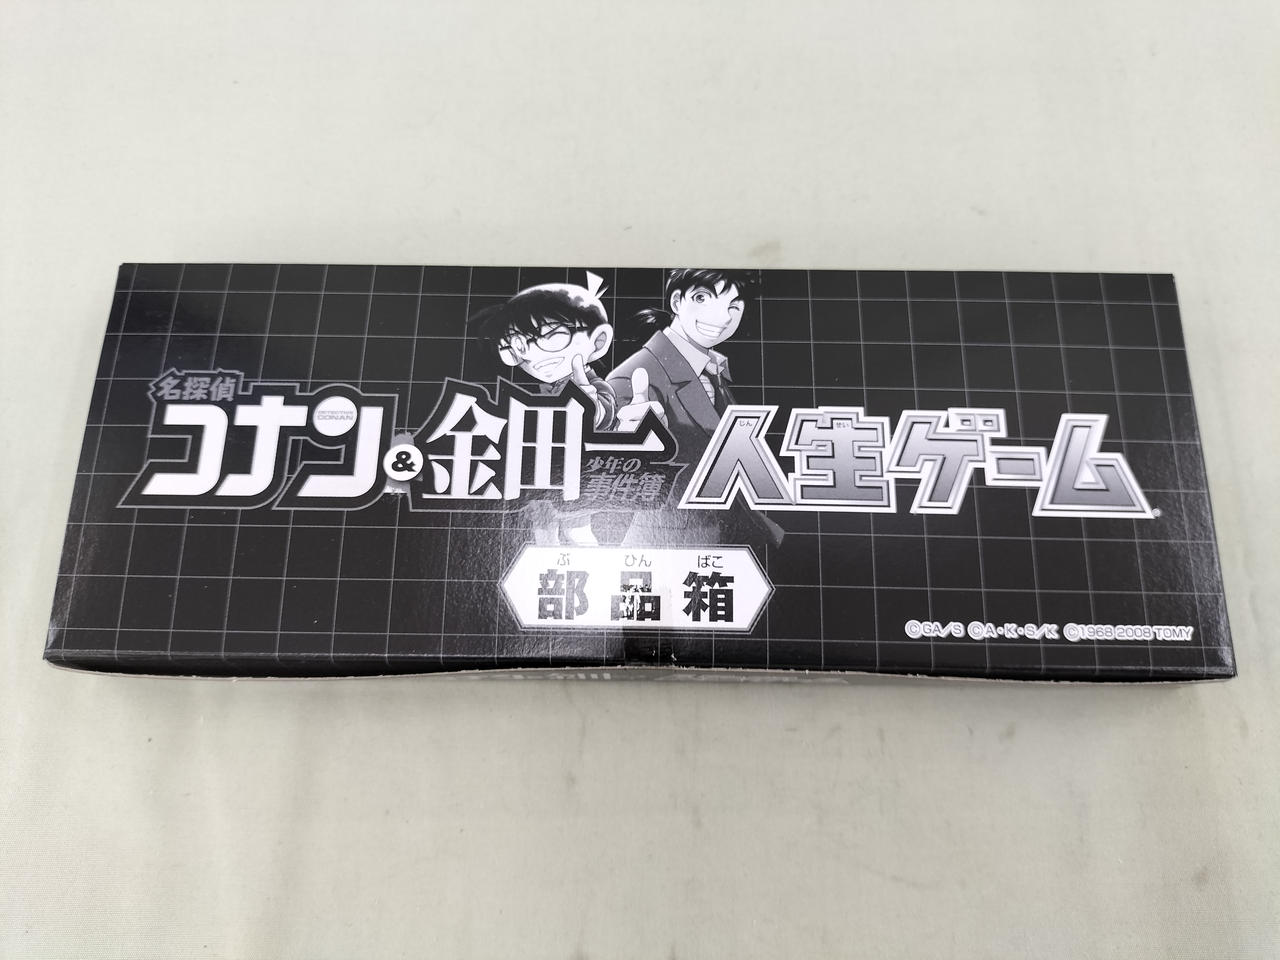 名探偵
コナン DETECTIVE CONAN & 金田一 少年の事件簿 人生ゲーム
じん せい
ぶ ひん ばこ
部品箱
©GA/S ©A・K・S/K ©1968 2008 TOMY